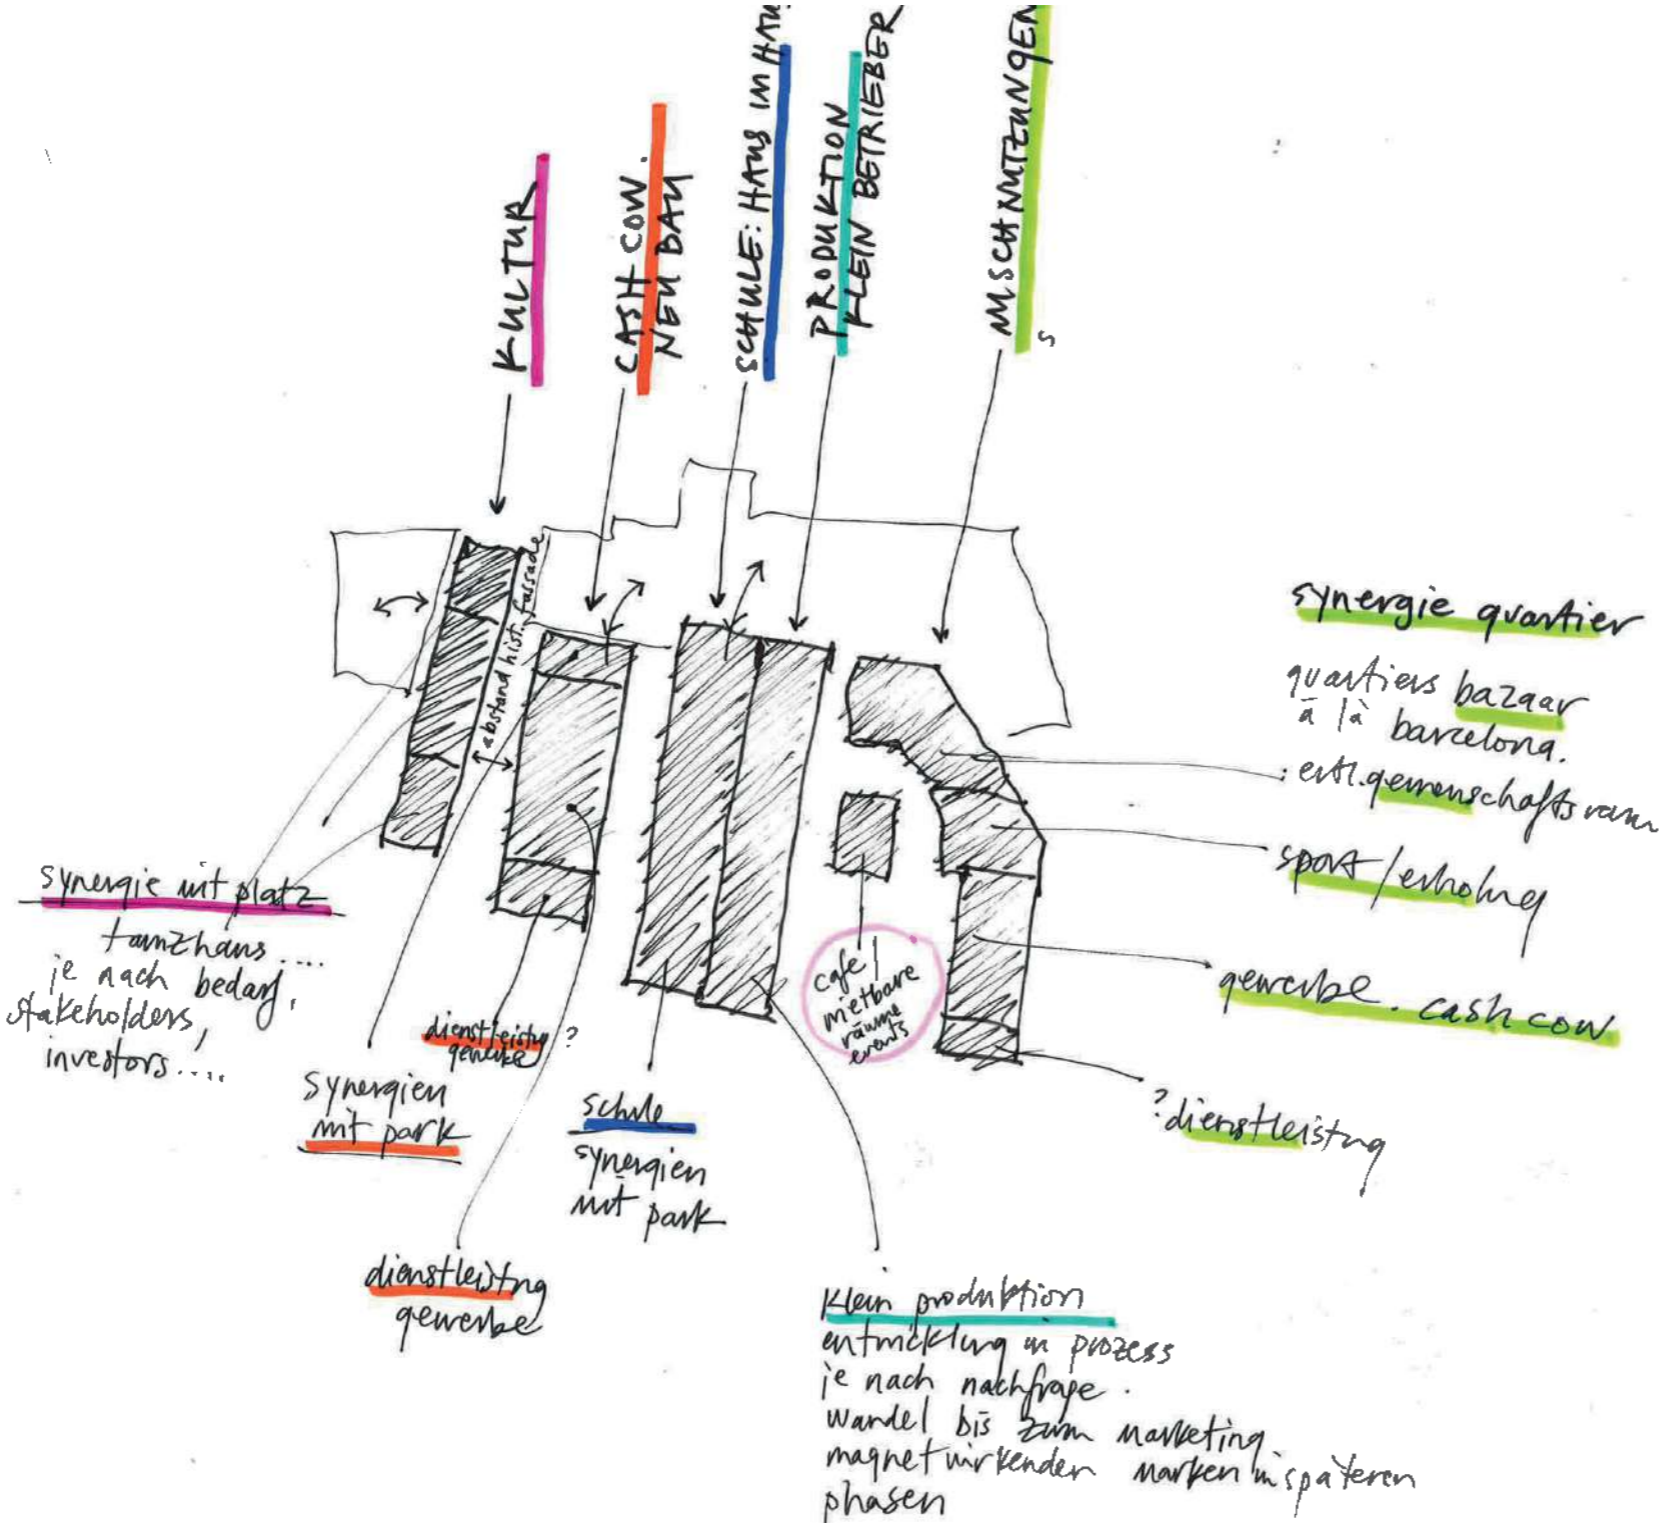 KULTUR
CASH COW.
NEU BAU
SCHULE: HAUS IM HAU
PRODUKTION
KLEIN BETRIEBER
MISCHNUTZUNGEN
s
abstand hist. fassade
synergie quartier
quartiers bazaar
à là barcelona.
: evtl. gemeinschaftsraum
sport/erholung
gewerbe. cash cow
? dienstleistung
synergie mit platz
tanzhaus....
je nach bedarf,
stakeholders,
investors....
synergien
mit park
dienstleistung ?
gewerbe
cafe/
mietbare
räume
events
schule
synergien
mit park
dienstleistung
gewerbe
klein produktion
entwicklung in prozess
je nach nachfrage.
wandel bis zum marketing.
magnetwirkenden marken in späteren
phasen